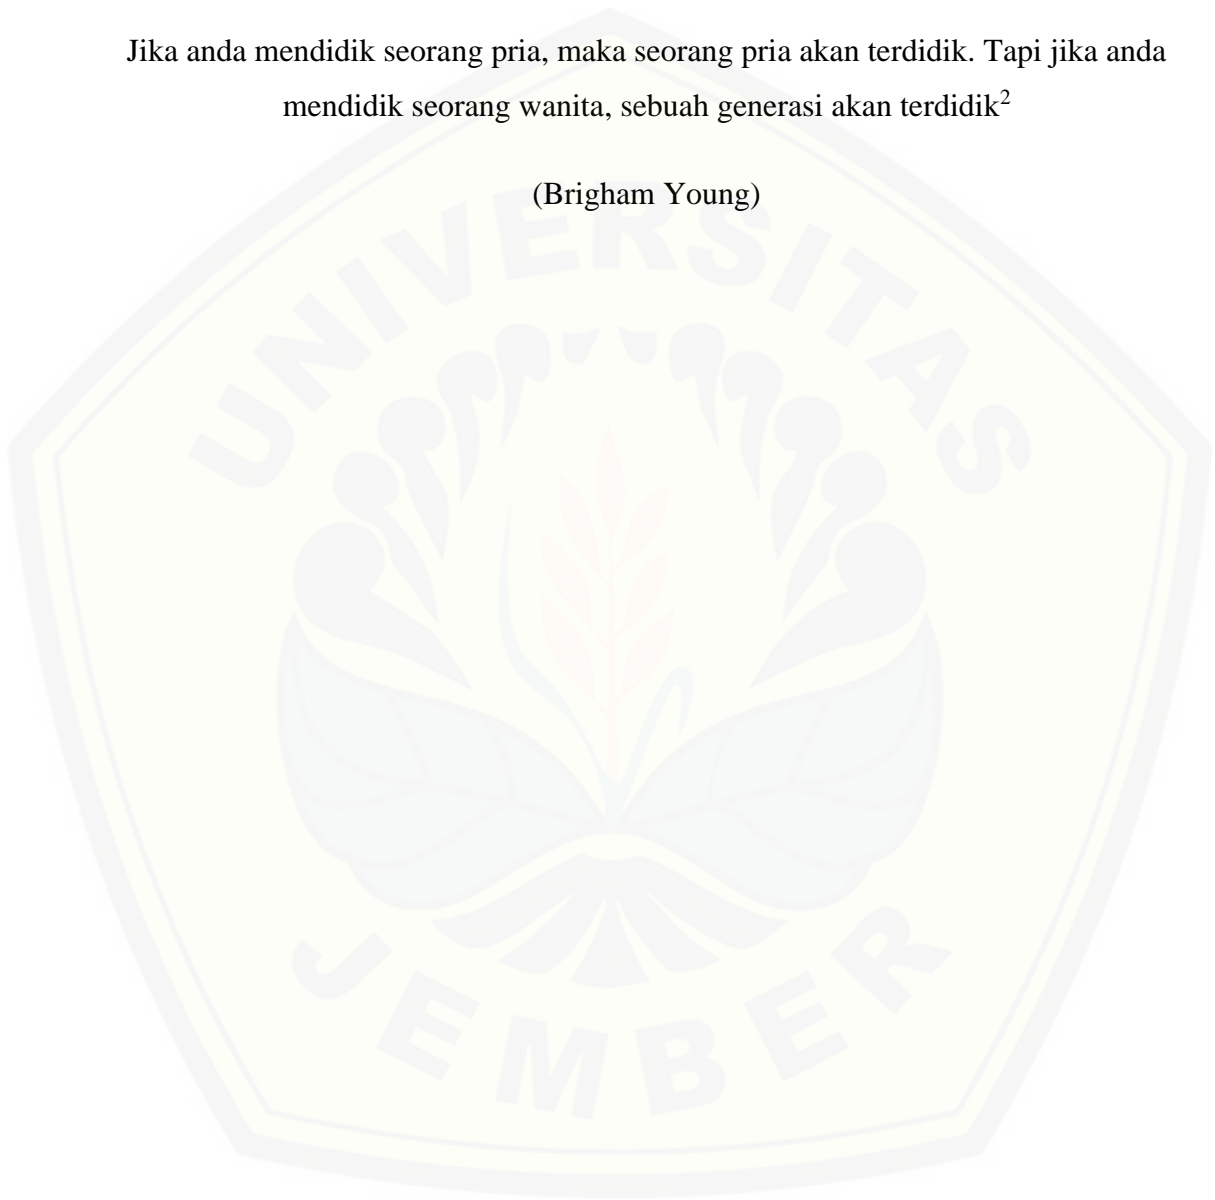 Jika anda mendidik seorang pria, maka seorang pria akan terdidik. Tapi jika anda
mendidik seorang wanita, sebuah generasi akan terdidik²
(Brigham Young)
UNIVERSITAS
JEMBER